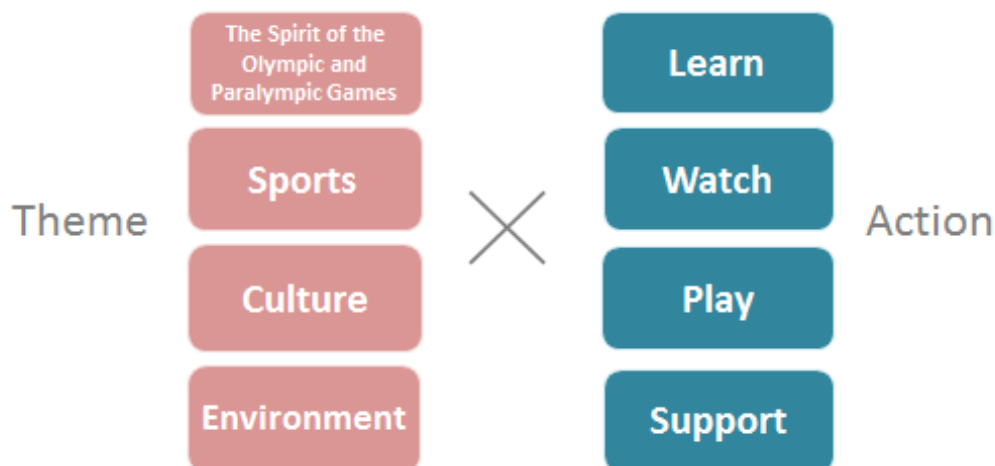 The Spirit of the
Olympic and
Paralympic Games
Learn
Sports
Watch
Theme
Action
Culture
Play
Environment
Support